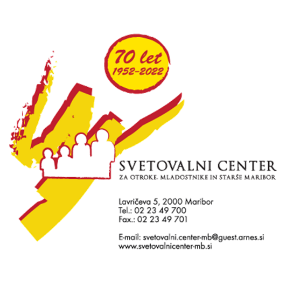 70 let
1952-2022
SVETOVALNI CENTER
ZA OTROKE, MLADOSTNIKE IN STARŠE MARIBOR
Lavričeva 5, 2000 Maribor
Tel.: 02 23 49 700
Fax.: 02 23 49 701
E-mail: svetovalni.center-mb@guest.arnes.si
www.svetovalnicenter-mb.si